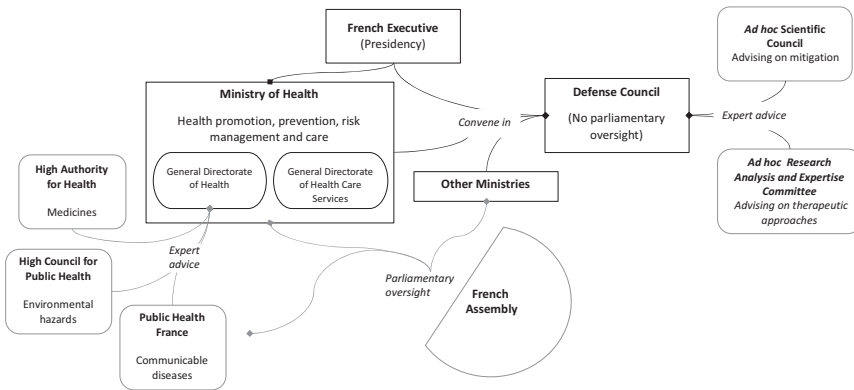 French Executive
(Presidency)
Ad hoc Scientific
Council
Advising on mitigation
Ministry of Health
Health promotion, prevention, risk
management and care
General Directorate
of Health
General Directorate
of Health Care
Services
Convene in
Defense Council
(No parliamentary
oversight)
Expert advice
Ad hoc Research
Analysis and Expertise
Committee
Advising on therapeutic
approaches
Other Ministries
High Authority
for Health
Medicines
Expert
advice
High Council for
Public Health
Environmental
hazards
Public Health
France
Communicable
diseases
Parliamentary
oversight
French
Assembly